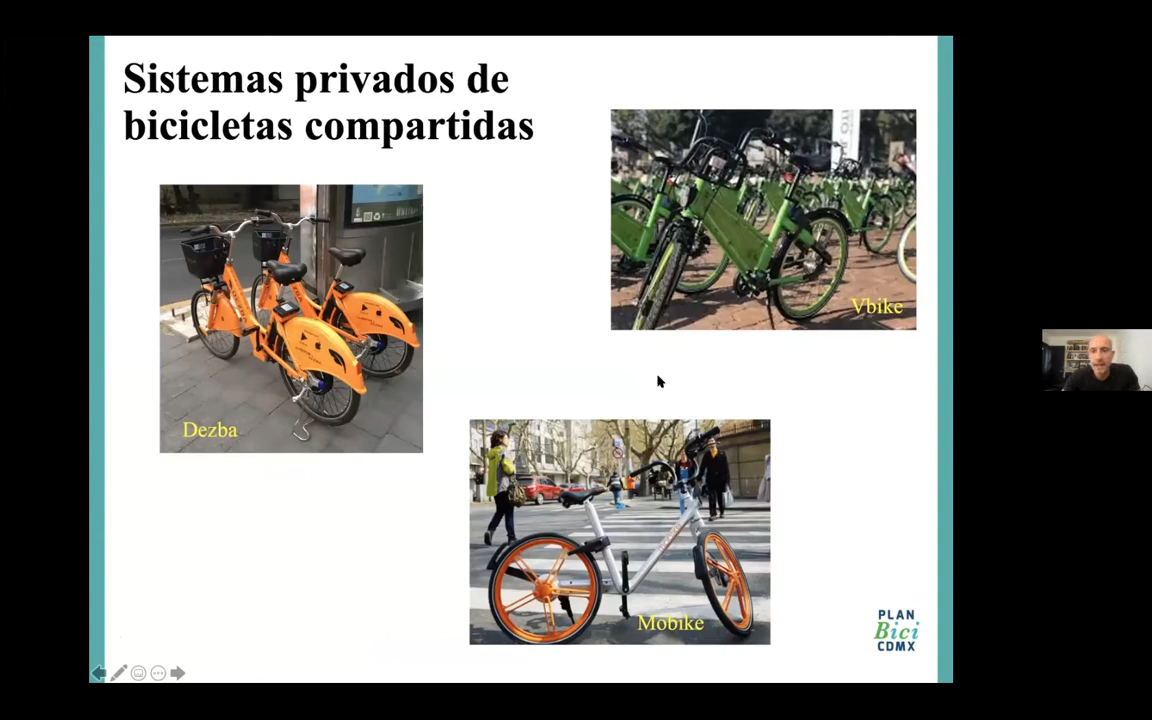 Sistemas privados de
bicicletas compartidas
Vbike
Dezba
Mobike
PLAN
Bici
CDMX